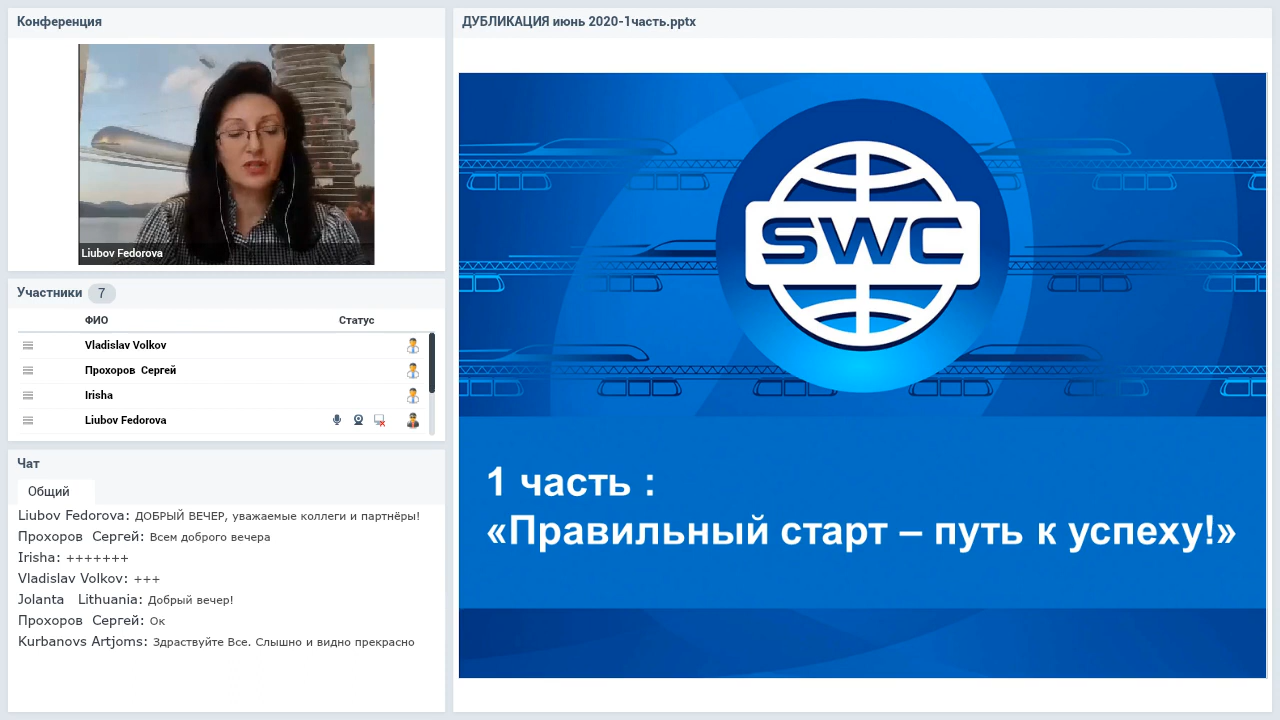 Конференция
Liubov Fedorova
Участники 7
ФИО Статус
Vladislav Volkov
Прохоров  Сергей
Irisha
Liubov Fedorova
Чат
Общий
Liubov Fedorova: ДОБРЫЙ ВЕЧЕР, уважаемые коллеги и партнёры!
Прохоров  Сергей: Всем доброго вечера
Irisha: +++++++
Vladislav Volkov: +++
Jolanta   Lithuania: Добрый вечер!
Прохоров  Сергей: Ок
Kurbanovs Artjoms: Здраствуйте Все. Слышно и видно прекрасно
ДУБЛИКАЦИЯ июнь 2020-1часть.pptx
SWC
1 часть :
«Правильный старт – путь к успеху!»